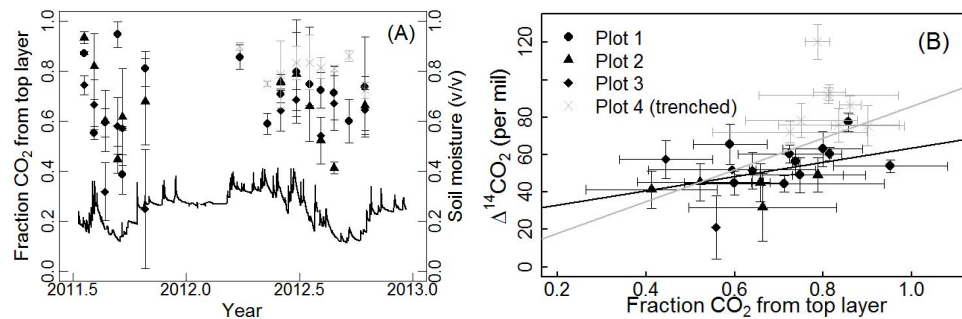 (A)
Fraction CO2 from top layer
0.0 0.2 0.4 0.6 0.8 1.0
Soil moisture (v/v)
0.0 0.2 0.4 0.6 0.8 1.0
2011.5 2012.0 2012.5 2013.0
Year
(B)
Plot 1
Plot 2
Plot 3
Plot 4 (trenched)
Δ14CO2 (per mil)
0 20 40 60 80 120
0.2 0.4 0.6 0.8 1.0
Fraction CO2 from top layer